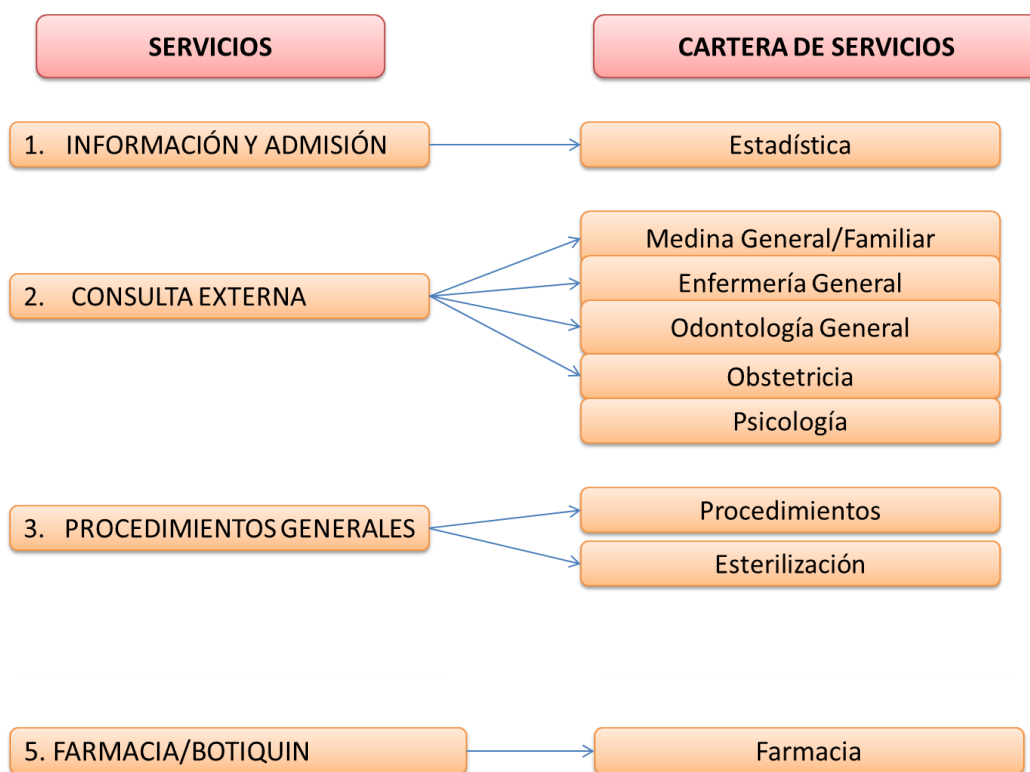 SERVICIOS
CARTERA DE SERVICIOS
1. INFORMACIÓN Y ADMISIÓN
Estadística
2. CONSULTA EXTERNA
Medina General/Familiar
Enfermería General
Odontología General
Obstetricia
Psicología
3. PROCEDIMIENTOS GENERALES
Procedimientos
Esterilización
5. FARMACIA/BOTIQUIN
Farmacia